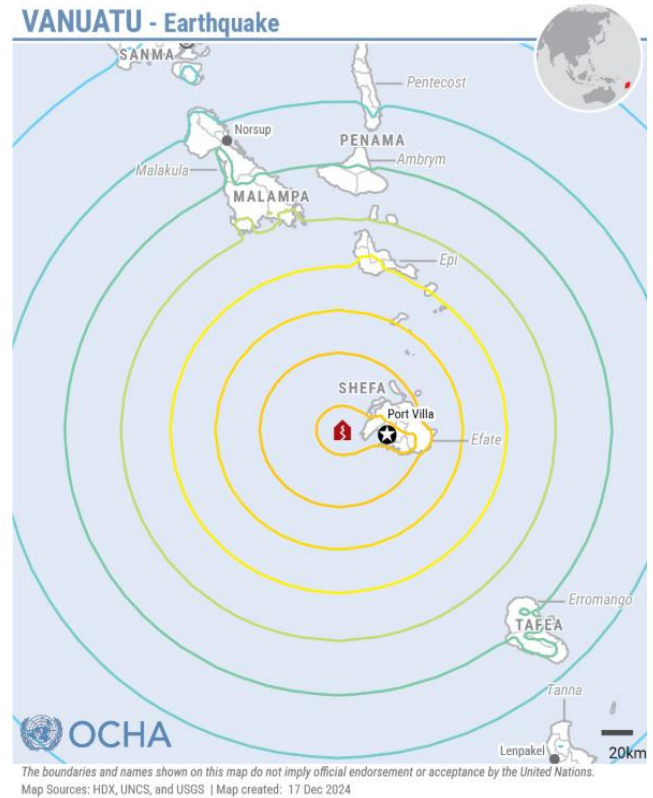 VANUATU - Earthquake
SANMA
Pentecost
Norsup
PENAMA
Malakula
Ambrym
MALAMPA
Epi
SHEFA
Port Villa
Efate
Erromango
TAFEA
Tanna
OCHA
Lenpakel
20km
The boundaries and names shown on this map do not imply official endorsement or acceptance by the United Nations.
Map Sources: HDX, UNCS, and USGS | Map created: 17 Dec 2024